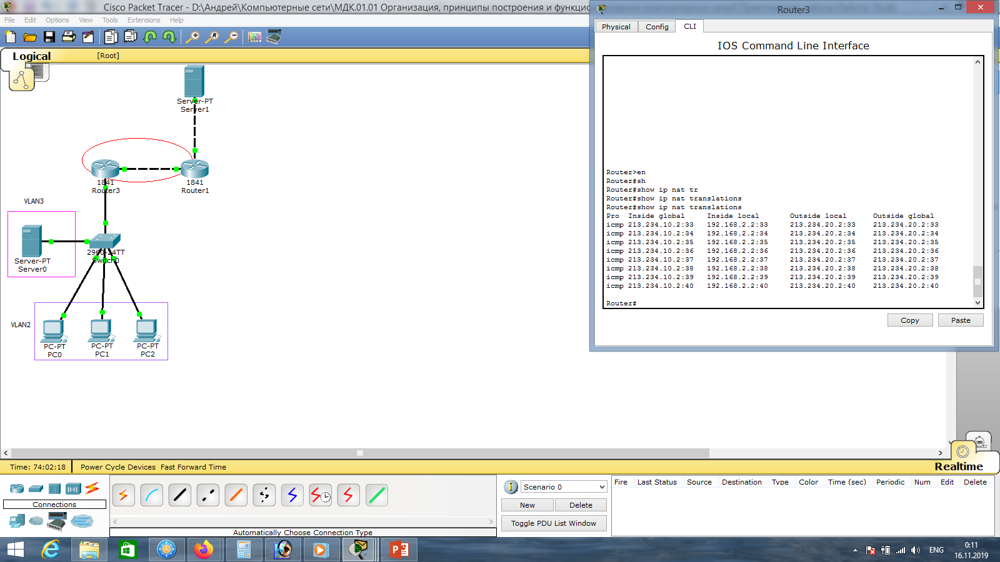 Cisco Packet Tracer - D:\Андрей\Компьютерные сети\МДК.01.01 Организация, принципы построения и функцис
File Edit Options View Tools Extensions Help
Logical
[Root]
Server-PT
Server1
1841
Router3
1841
Router1
VLAN3
Server-PT
Server0
2960-24TT
Switch0
VLAN2
PC-PT
PC0
PC-PT
PC1
PC-PT
PC2
Router3
Physical Config CLI
IOS Command Line Interface
Router>en
Router#sh
Router#show ip nat tr
Router#show ip nat translations
Router#show ip nat translations
Pro Inside global Inside local Outside local Outside global
icmp 213.234.10.2:33 192.168.2.2:33 213.234.20.2:33 213.234.20.2:33
icmp 213.234.10.2:34 192.168.2.2:34 213.234.20.2:34 213.234.20.2:34
icmp 213.234.10.2:35 192.168.2.2:35 213.234.20.2:35 213.234.20.2:35
icmp 213.234.10.2:36 192.168.2.2:36 213.234.20.2:36 213.234.20.2:36
icmp 213.234.10.2:37 192.168.2.2:37 213.234.20.2:37 213.234.20.2:37
icmp 213.234.10.2:38 192.168.2.2:38 213.234.20.2:38 213.234.20.2:38
icmp 213.234.10.2:39 192.168.2.2:39 213.234.20.2:39 213.234.20.2:39
icmp 213.234.10.2:40 192.168.2.2:40 213.234.20.2:40 213.234.20.2:40
Router#
Copy Paste
Time: 74:02:18 Power Cycle Devices Fast Forward Time
Realtime
Connections
Automatically Choose Connection Type
Scenario 0
New Delete
Toggle PDU List Window
Fire Last Status Source Destination Type Color Time (sec) Periodic Num Edit Delete
ENG
0:11
16.11.2019